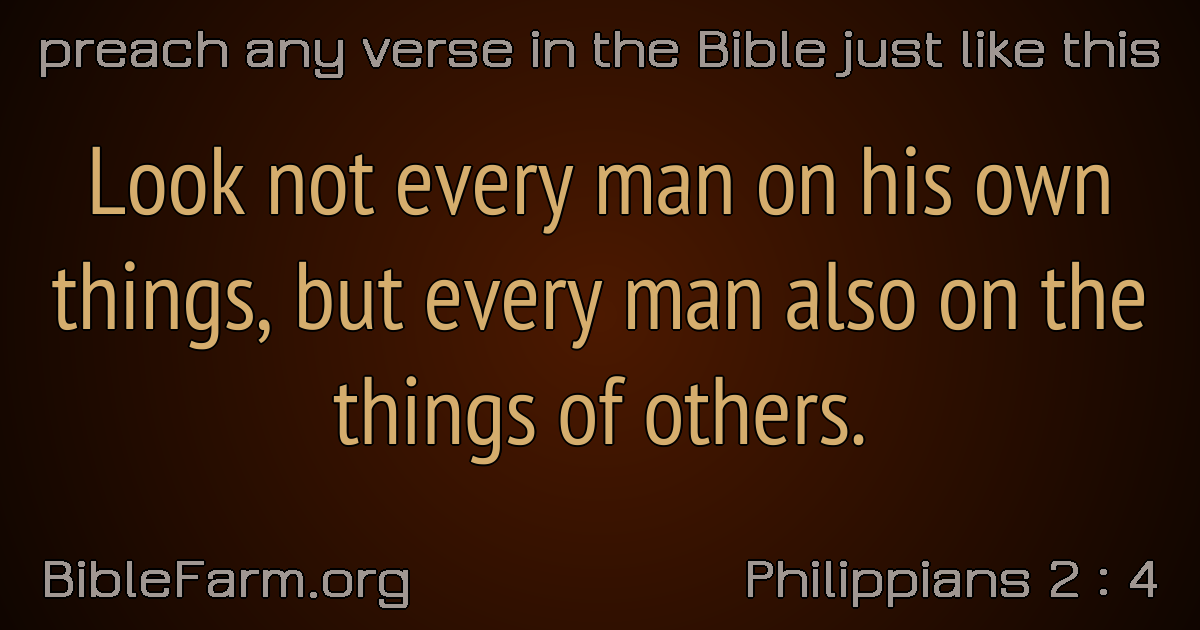 preach any verse in the Bible just like this
Look not every man on his own
things, but every man also on the
things of others.
BibleFarm.org
Philippians 2 : 4